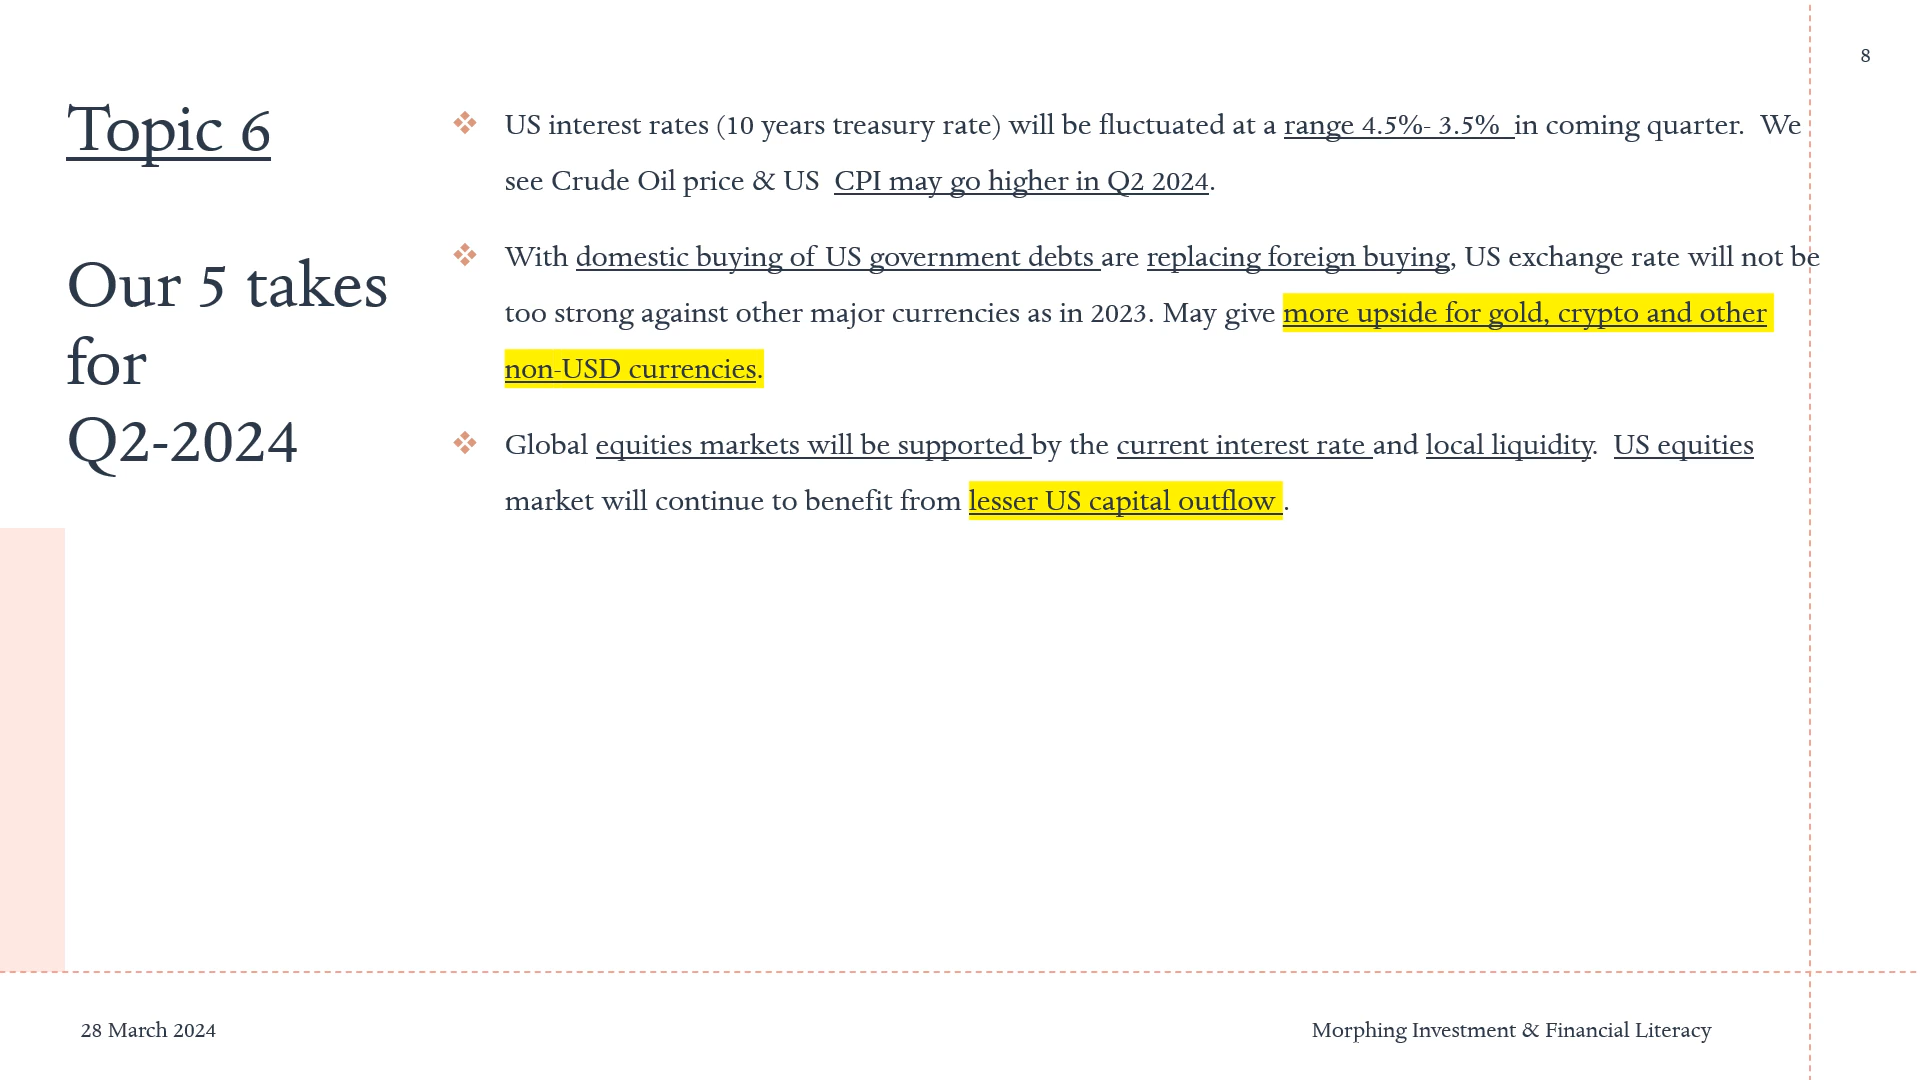 8
Topic 6
Our 5 takes
for
Q2-2024
❖ US interest rates (10 years treasury rate) will be fluctuated at a range 4.5%- 3.5%  in coming quarter.  We
see Crude Oil price & US  CPI may go higher in Q2 2024.
❖ With domestic buying of US government debts are replacing foreign buying, US exchange rate will not be
too strong against other major currencies as in 2023. May give more upside for gold, crypto and other
non-USD currencies.
❖ Global equities markets will be supported by the current interest rate and local liquidity.  US equities
market will continue to benefit from lesser US capital outflow .
28 March 2024
Morphing Investment & Financial Literacy